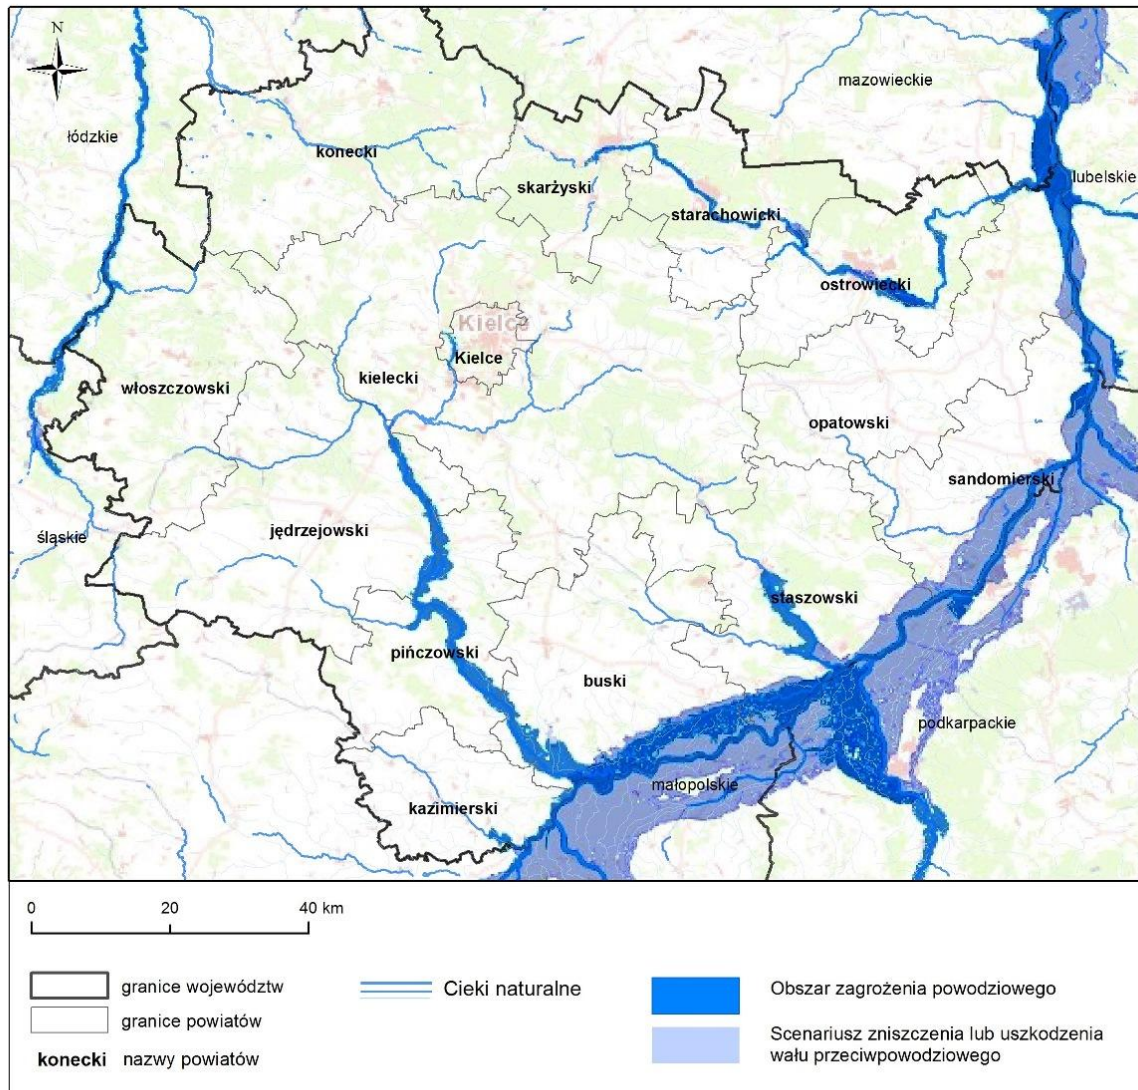 N
mazowieckie
łódzkie
konecki
lubelskie
skarżyski
starachowicki
ostrowiecki
Kielce
Kielce
kielecki
włoszczowski
opatowski
sandomierski
jędrzejowski
śląskie
staszowski
pińczowski
buski
podkarpackie
małopolskie
kazimierski
0 20 40 km
granice województw
granice powiatów
konecki nazwy powiatów
Cieki naturalne
Obszar zagrożenia powodziowego
Scenariusz zniszczenia lub uszkodzenia
wału przeciwpowodziowego